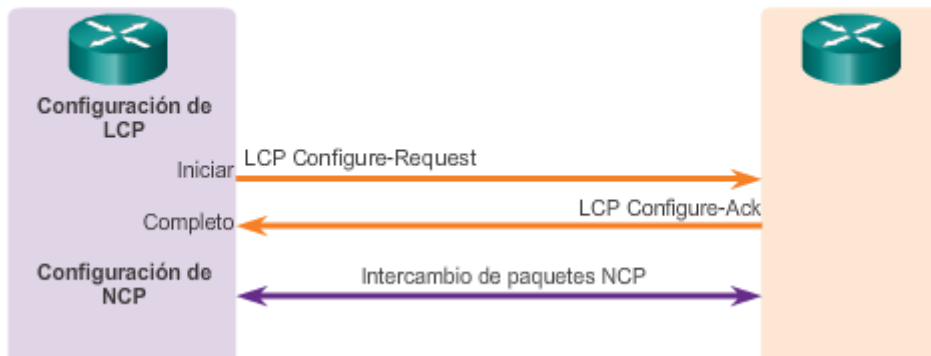 Configuración de
LCP
Iniciar
LCP Configure-Request
Completo
LCP Configure-Ack
Configuración de
NCP
Intercambio de paquetes NCP